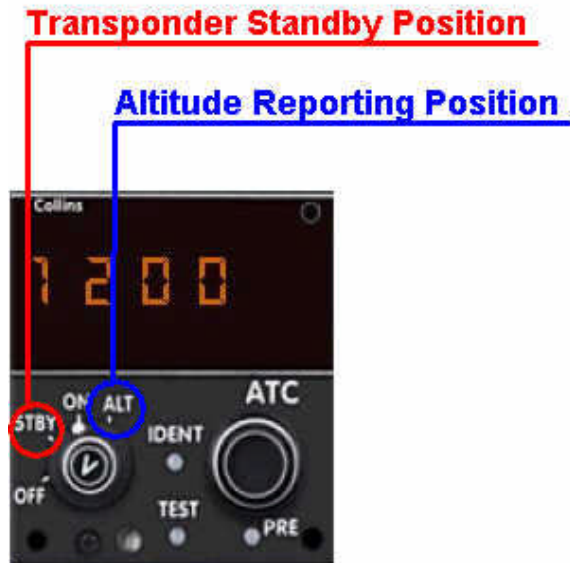 Transponder Standby Position
Altitude Reporting Position
Collins
1200
ATC
ON ALT
STBY
IDENT
OFF
TEST
PRE